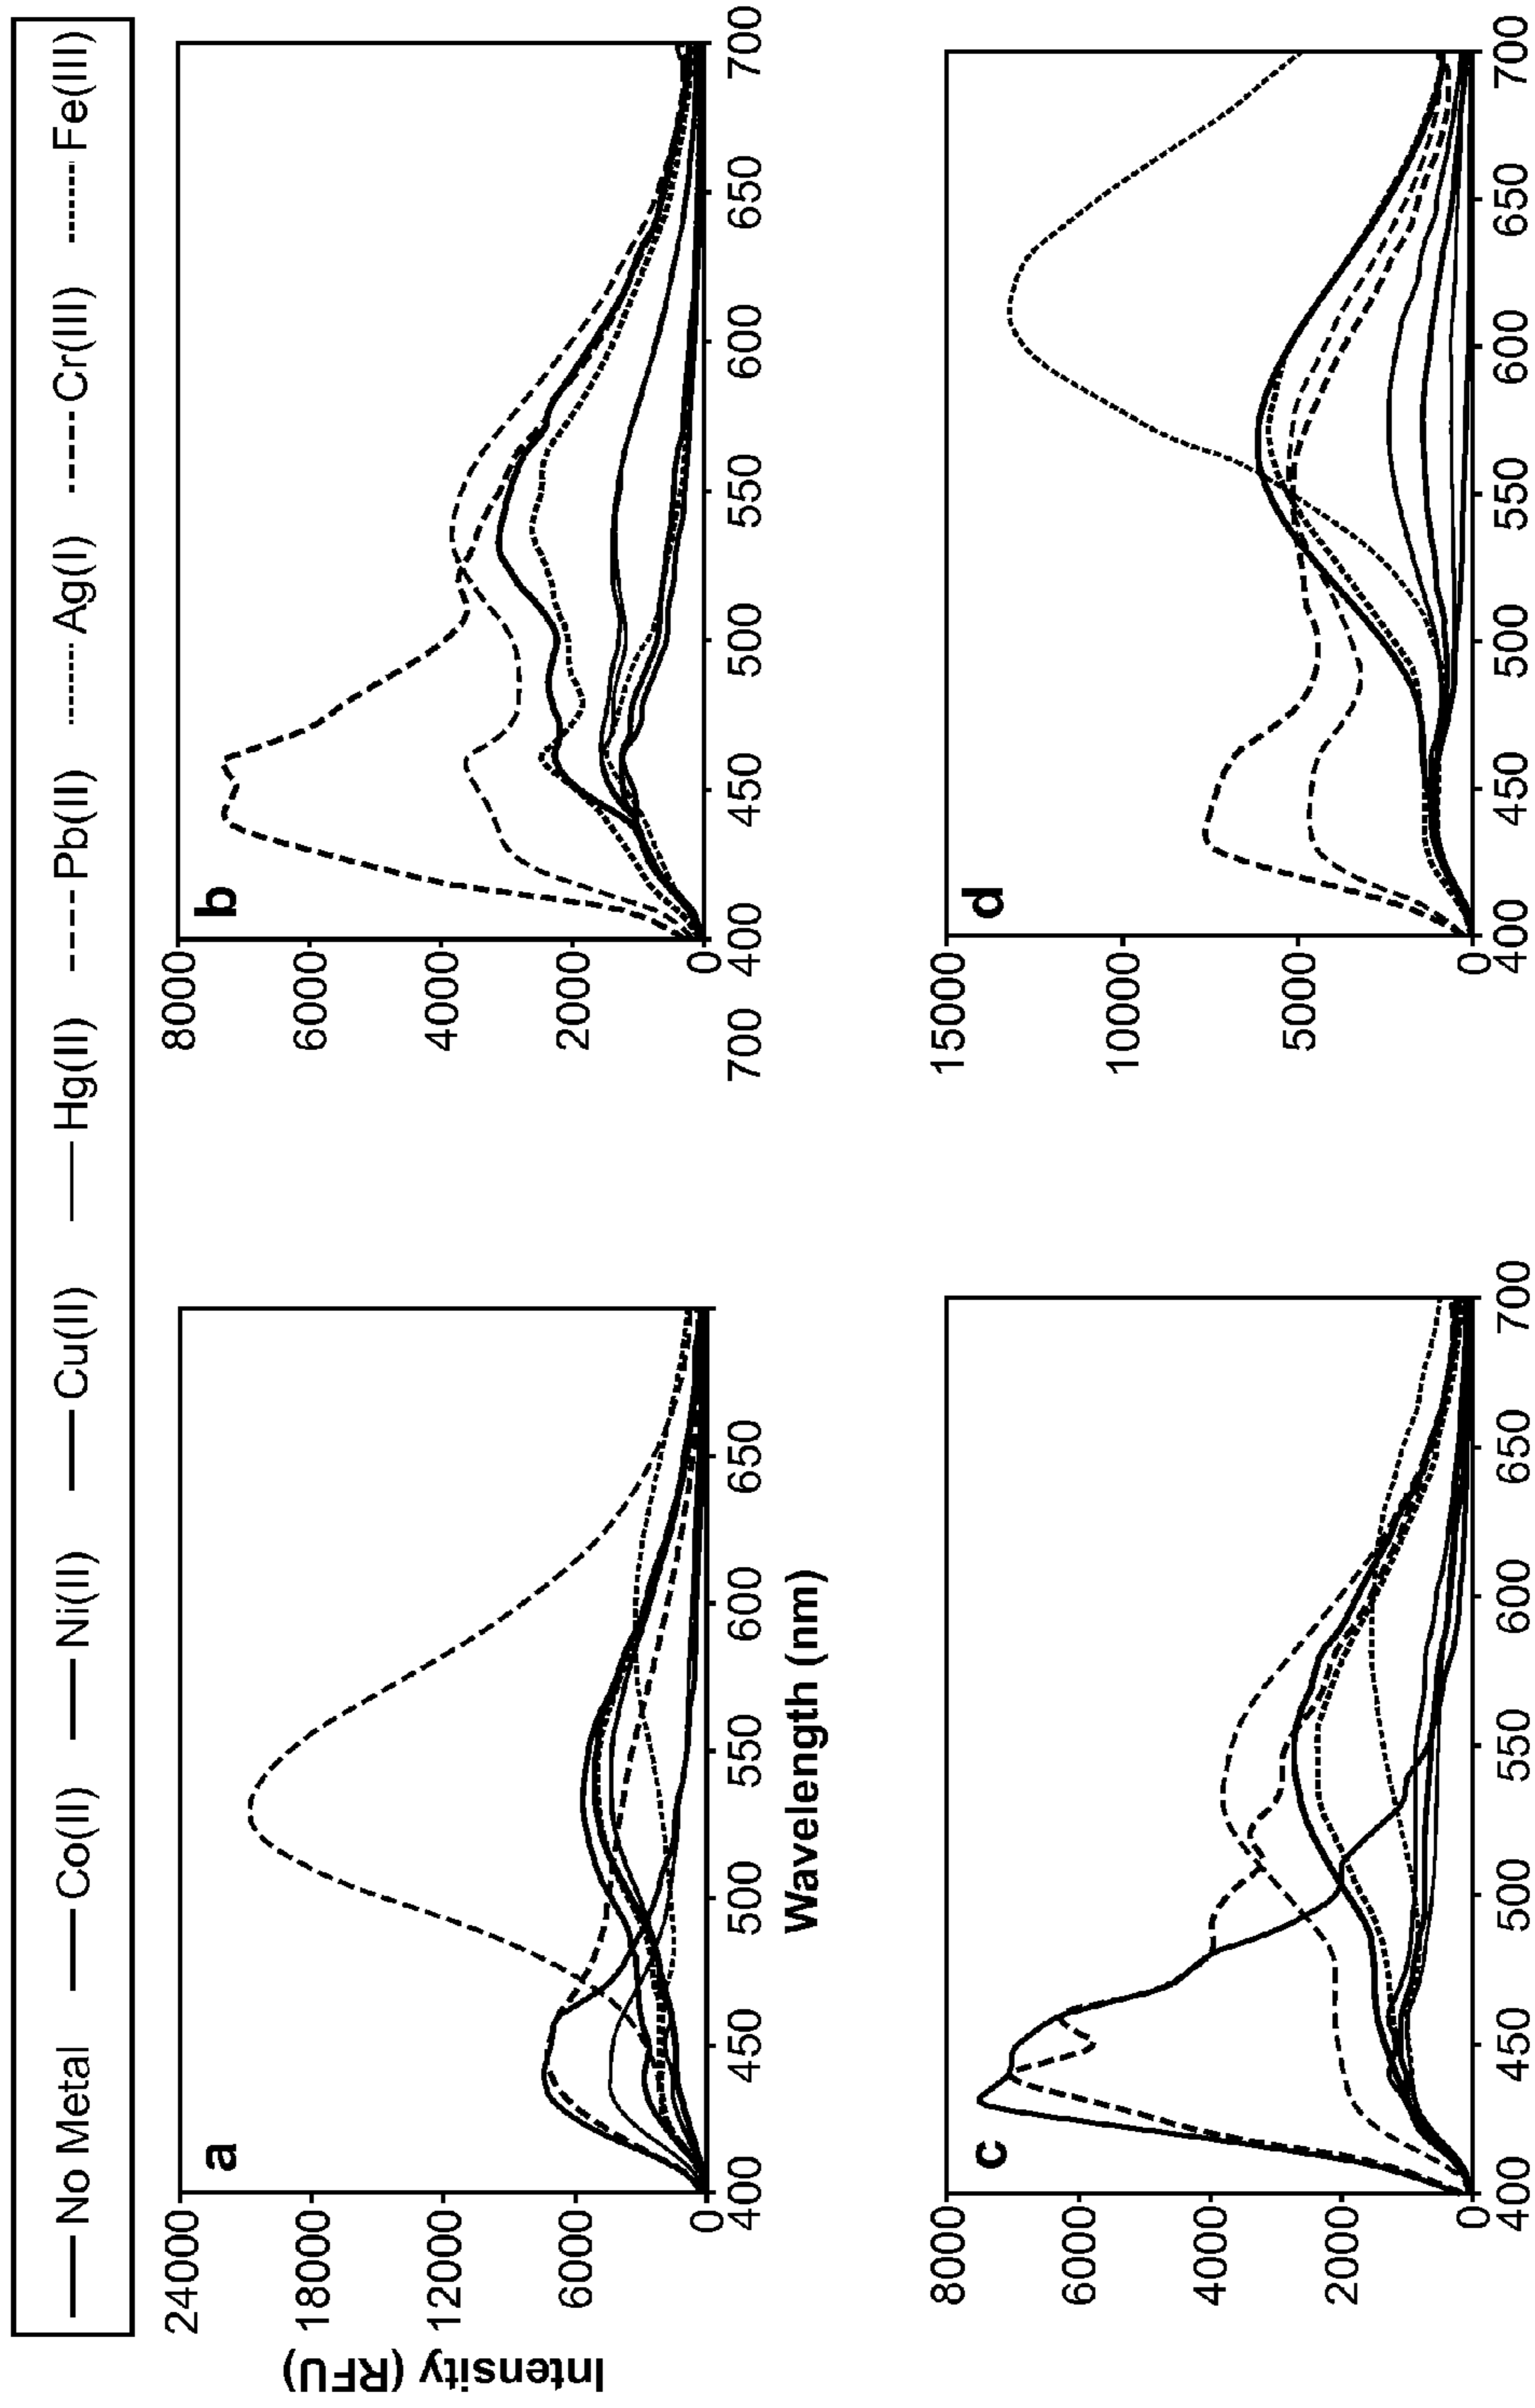 No Metal Co(II) Ni(II) Cu(II) Hg(II) Pb(II) Ag(I) Cr(III) Fe(III)
a
24000
18000
12000
6000
0
400 450 500 550 600 650 700
b
8000
6000
4000
2000
0
400 450 500 550 600 650 700
Intensity (RFU)
Wavelength (nm)
c
8000
6000
4000
2000
0
400 450 500 550 600 650 700
d
15000
10000
5000
0
400 450 500 550 600 650 700